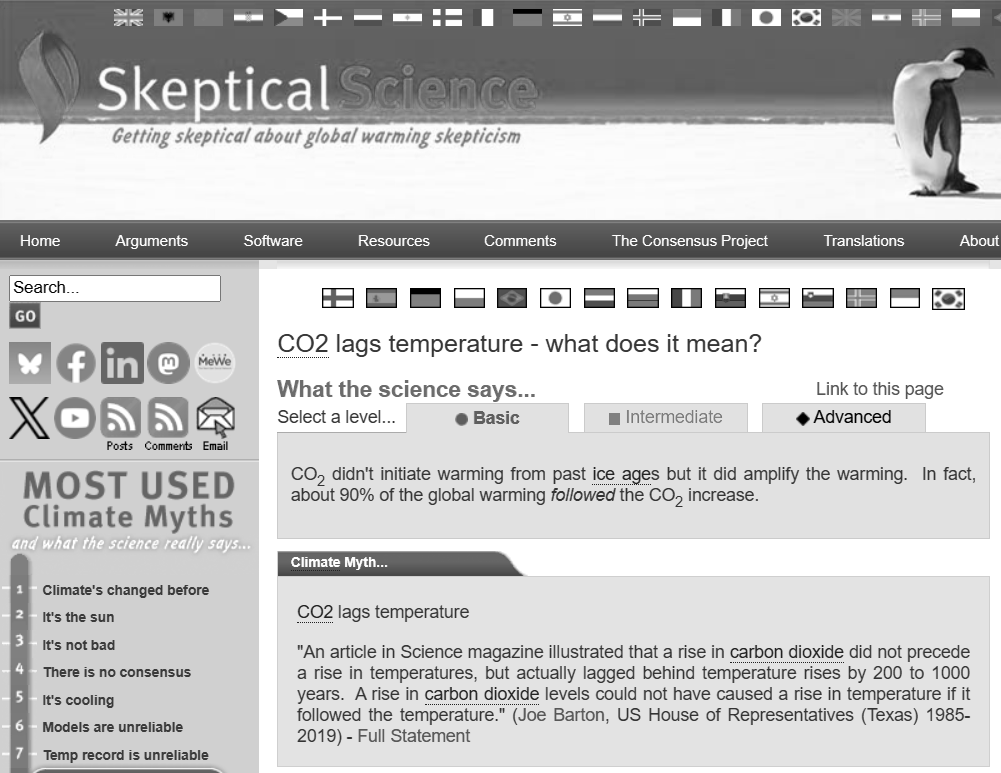 SkepticalScience
Getting skeptical about global warming skepticism
Home Arguments Software Resources Comments The Consensus Project Translations About
Search...
GO
in
m
MeWe
X
Posts Comments Email
MOST USED
Climate Myths
and what the science really says...
1 Climate's changed before
2 It's the sun
3 It's not bad
4 There is no consensus
5 It's cooling
6 Models are unreliable
7 Temp record is unreliable
CO2 lags temperature - what does it mean?
What the science says...
Link to this page
Select a level... Basic Intermediate Advanced
CO2 didn't initiate warming from past ice ages but it did amplify the warming. In fact,
about 90% of the global warming followed the CO2 increase.
Climate Myth...
CO2 lags temperature
"An article in Science magazine illustrated that a rise in carbon dioxide did not precede
a rise in temperatures, but actually lagged behind temperature rises by 200 to 1000
years. A rise in carbon dioxide levels could not have caused a rise in temperature if it
followed the temperature." (Joe Barton, US House of Representatives (Texas) 1985-
2019) - Full Statement